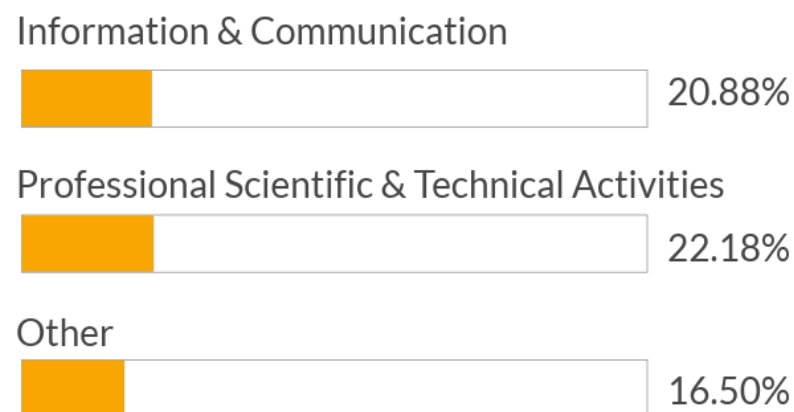 Information & Communication
20.88%
Professional Scientific & Technical Activities
22.18%
Other
16.50%